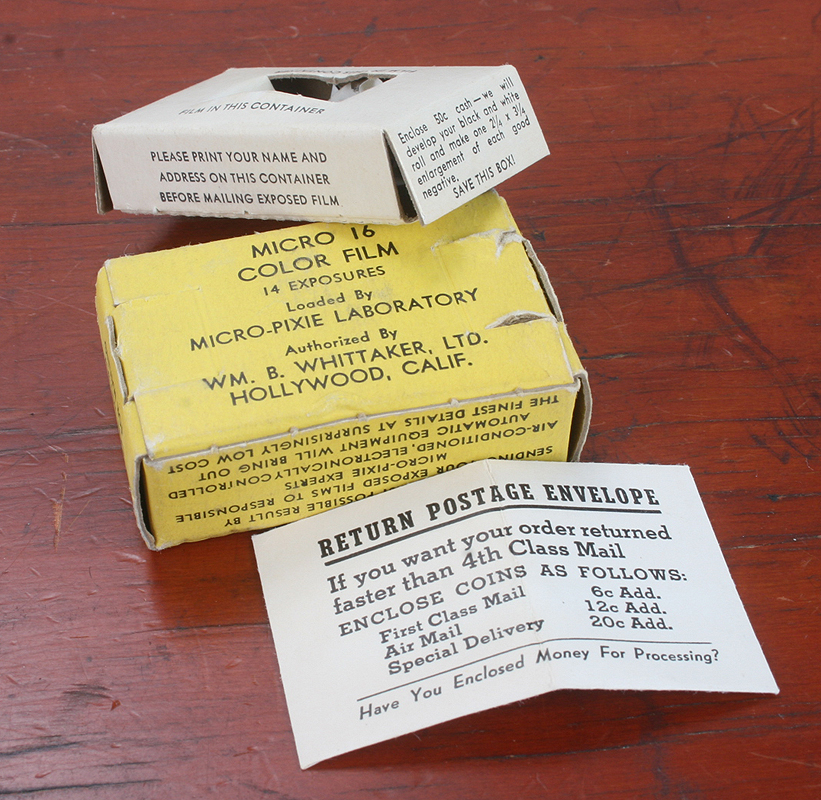 FILM IN THIS CONTAINER
PLEASE PRINT YOUR NAME AND
ADDRESS ON THIS CONTAINER
BEFORE MAILING EXPOSED FILM
Enclose 50c cash—we will
develop your black and white
roll and make one 2¼ x 3¼
enlargement of each good
negative.
SAVE THIS BOX!
MICRO 16
COLOR FILM
14 EXPOSURES
Loaded By
MICRO-PIXIE LABORATORY
Authorized By
WM. B. WHITTAKER, LTD.
HOLLYWOOD, CALIF.
POSSIBLE RESULT BY
SENDING YOUR EXPOSED FILMS TO RESPONSIBLE
MICRO-PIXIE EXPERTS
AIR-CONDITIONED, ELECTRONICALLY CONTROLLED
AUTOMATIC EQUIPMENT WILL BRING OUT
THE FINEST DETAILS AT SURPRISINGLY LOW COST
RETURN POSTAGE ENVELOPE
If you want your order returned
faster than 4th Class Mail
ENCLOSE COINS AS FOLLOWS:
First Class Mail 6c Add.
Air Mail 12c Add.
Special Delivery 20c Add.
Have You Enclosed Money For Processing?